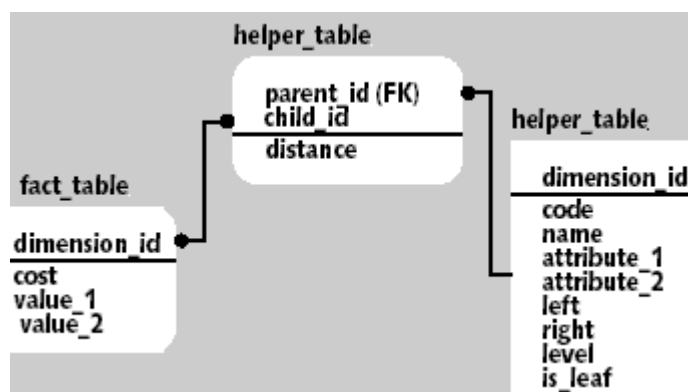 helper_table
parent_id (FK)
child_id
distance
helper_table
dimension_id
code
name
attribute_1
attribute_2
left
right
level
is_leaf
fact_table
dimension_id
cost
value_1
value_2